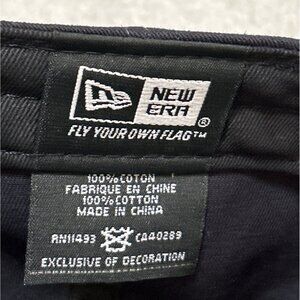 NEW
ERA®
FLY YOUR OWN FLAG™
100% COTON
FABRIQUE EN CHINE
100% COTTON
MADE IN CHINA
RN11493 CA40289
EXCLUSIVE OF DECORATION